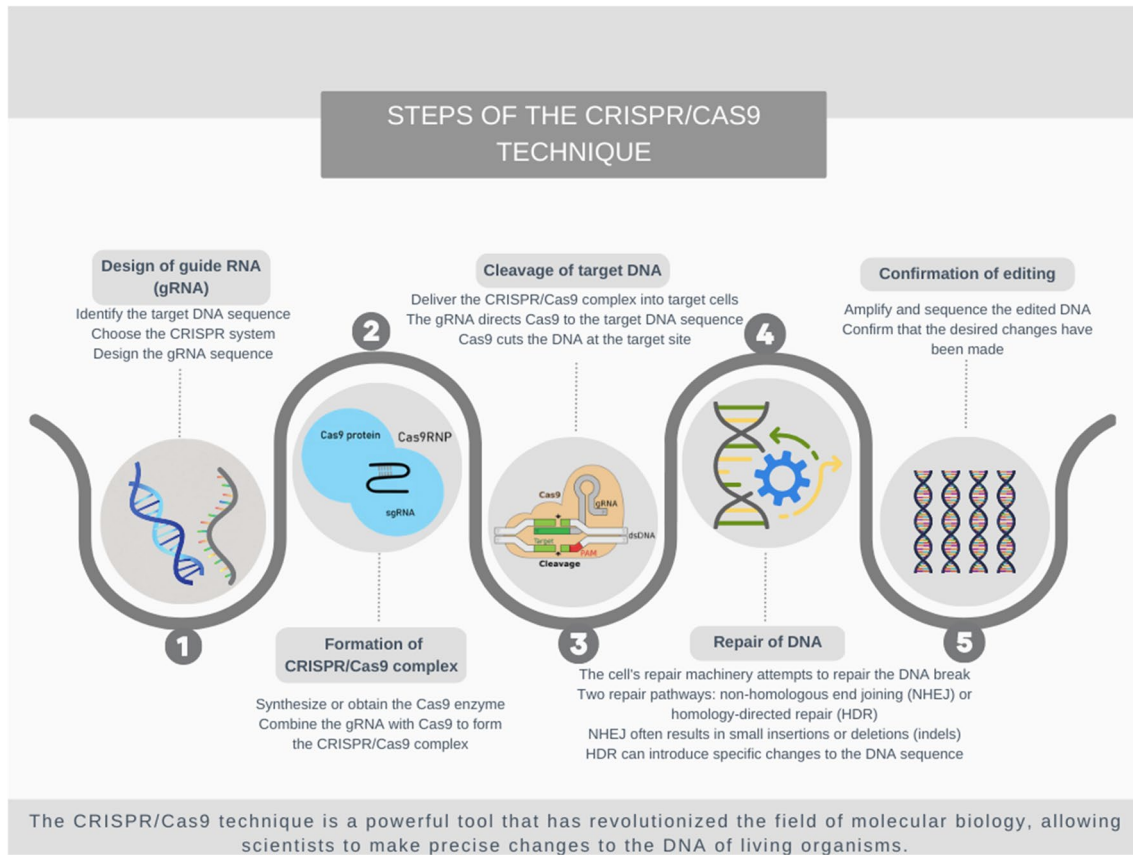 STEPS OF THE CRISPR/CAS9
TECHNIQUE
Design of guide RNA
(gRNA)
Identify the target DNA sequence
Choose the CRISPR system
Design the gRNA sequence
1
2
Cas9 protein
Cas9RNP
sgRNA
Formation of
CRISPR/Cas9 complex
Synthesize or obtain the Cas9 enzyme
Combine the gRNA with Cas9 to form
the CRISPR/Cas9 complex
Cleavage of target DNA
Deliver the CRISPR/Cas9 complex into target cells
The gRNA directs Cas9 to the target DNA sequence
Cas9 cuts the DNA at the target site
Cas9
gRNA
dsDNA
Target
PAM
Cleavage
3
4
Repair of DNA
The cell's repair machinery attempts to repair the DNA break
Two repair pathways: non-homologous end joining (NHEJ) or
homology-directed repair (HDR)
NHEJ often results in small insertions or deletions (indels)
HDR can introduce specific changes to the DNA sequence
Confirmation of editing
Amplify and sequence the edited DNA
Confirm that the desired changes have
been made
5
The CRISPR/Cas9 technique is a powerful tool that has revolutionized the field of molecular biology, allowing
scientists to make precise changes to the DNA of living organisms.